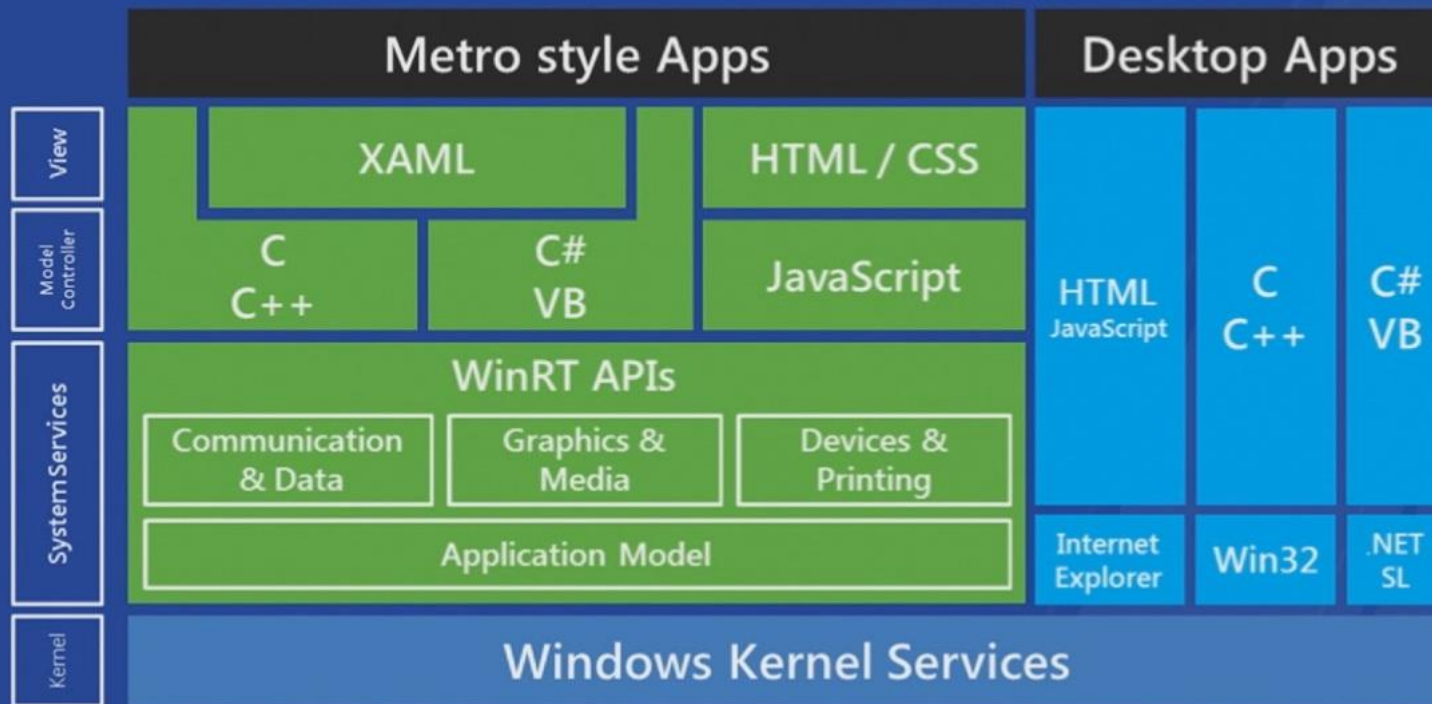 Metro style Apps
Desktop Apps
View
XAML
HTML / CSS
Model
Controller
C
C++
C#
VB
JavaScript
HTML
JavaScript
C
C++
C#
VB
System Services
WinRT APIs
Communication
& Data
Graphics &
Media
Devices &
Printing
Application Model
Internet
Explorer
Win32
.NET
SL
Kernel
Windows Kernel Services